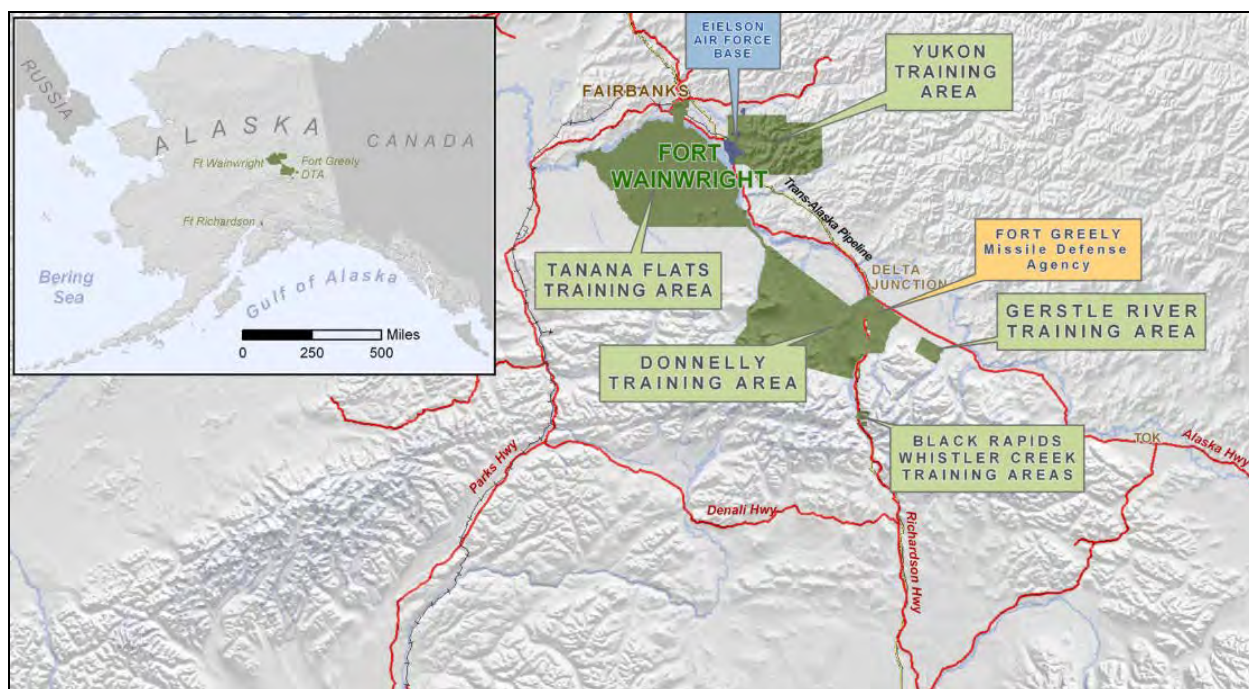 RUSSIA
ALASKA
CANADA
Ft Wainwright
Fort Greely
DTA
Ft Richardson
Bering
Sea
Gulf of Alaska
Miles
0 250 500
EIELSON
AIR FORCE
BASE
YUKON
TRAINING
AREA
FAIRBANKS
FORT
WAINWRIGHT
Trans-Alaska Pipeline
TANANA FLATS
TRAINING AREA
DELTA
JUNCTION
FORT GREELY
Missile Defense
Agency
GERSTLE RIVER
TRAINING AREA
DONNELLY
TRAINING AREA
BLACK RAPIDS
WHISTLER CREEK
TRAINING AREAS
TOK
Alaska Hwy
Parks Hwy
Denali Hwy
Richardson Hwy